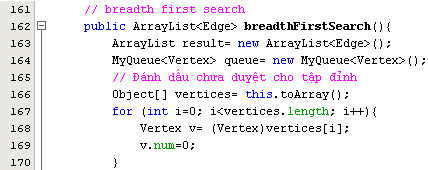 161 // breadth first search
162 public ArrayList<Edge> breadthFirstSearch(){
163 ArrayList result= new ArrayList<Edge>();
164 MyQueue<Vertex> queue= new MyQueue<Vertex>();
165 // Đánh dấu chưa duyệt cho tập đỉnh
166 Object[] vertices= this.toArray();
167 for (int i=0; i<vertices.length; i++){
168 Vertex v= (Vertex)vertices[i];
169 v.num=0;
170 }